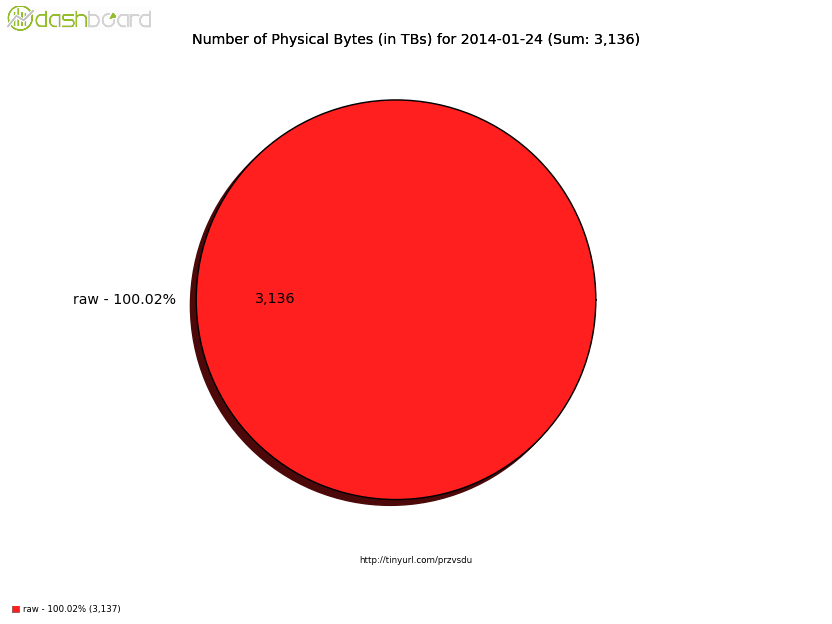 dashboard
Number of Physical Bytes (in TBs) for 2014-01-24 (Sum: 3,136)
raw - 100.02%
3,136
http://tinyurl.com/przvsdu
raw - 100.02% (3,137)